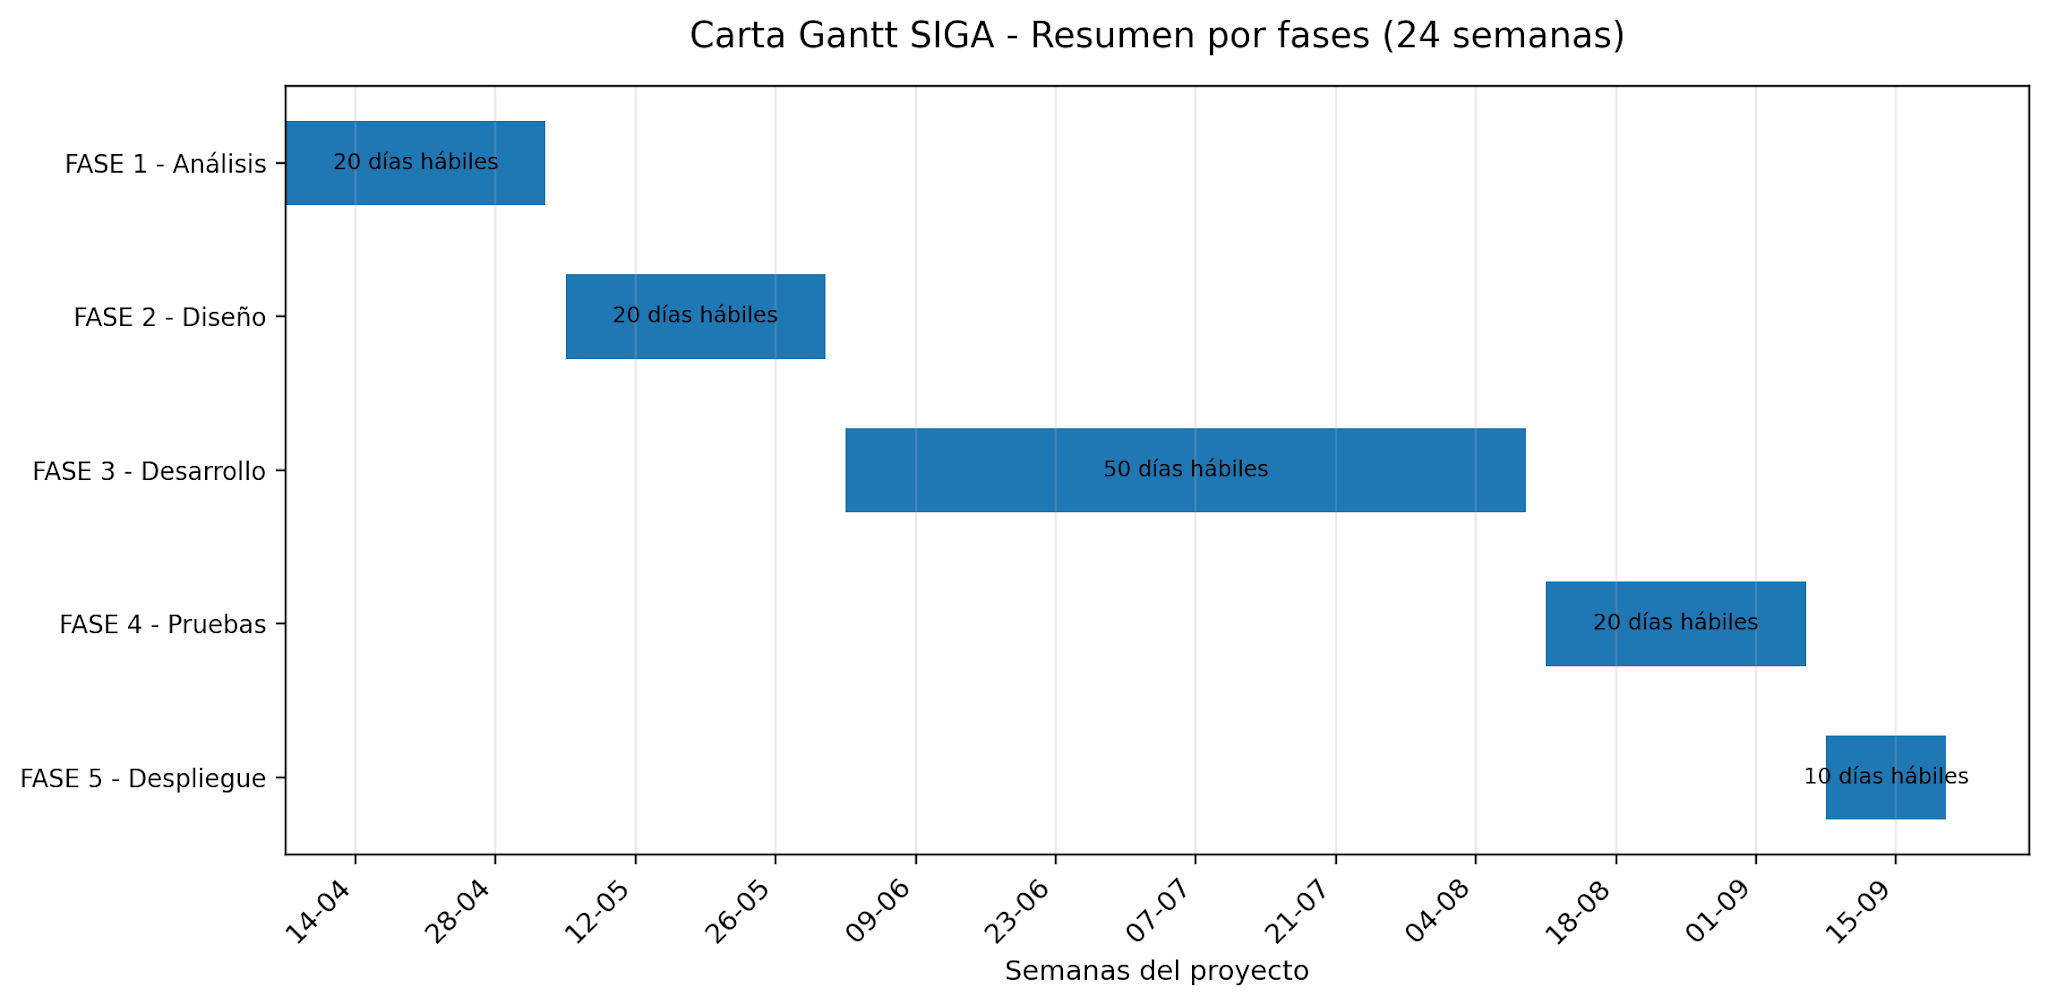 Carta Gantt SIGA - Resumen por fases (24 semanas)
FASE 1 - Análisis
20 días hábiles
FASE 2 - Diseño
20 días hábiles
FASE 3 - Desarrollo
50 días hábiles
FASE 4 - Pruebas
20 días hábiles
FASE 5 - Despliegue
10 días hábiles
14-04
28-04
12-05
26-05
09-06
23-06
07-07
21-07
04-08
18-08
01-09
15-09
Semanas del proyecto